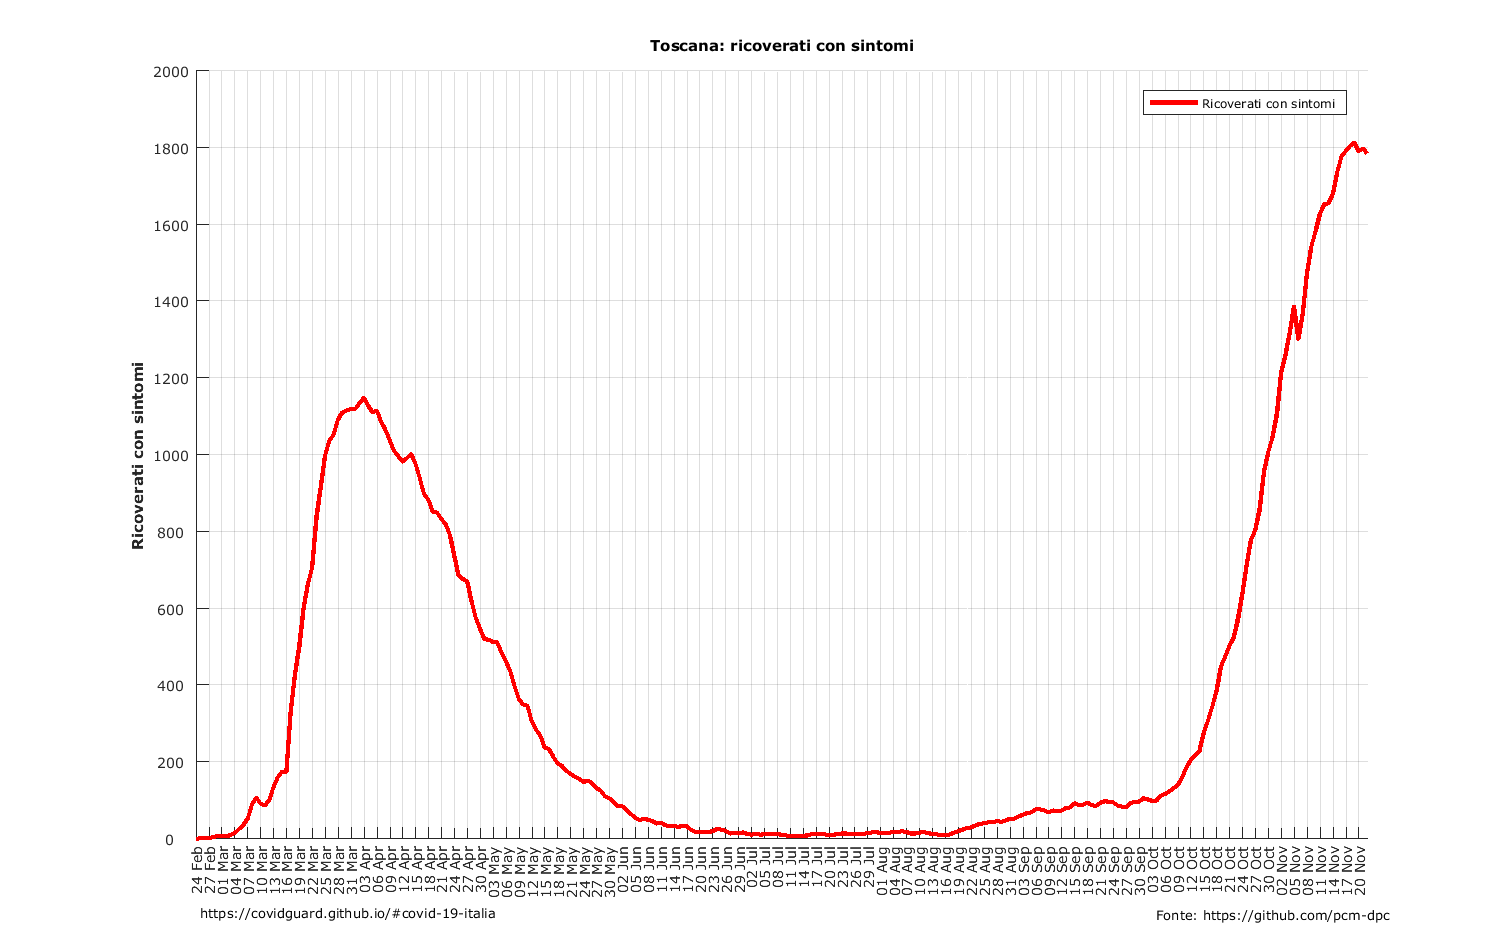 Toscana: ricoverati con sintomi
Ricoverati con sintomi
Ricoverati con sintomi
2000
1800
1600
1400
1200
1000
800
600
400
200
0
24 Feb
27 Feb
01 Mar
04 Mar
07 Mar
10 Mar
13 Mar
16 Mar
19 Mar
22 Mar
25 Mar
28 Mar
31 Mar
03 Apr
06 Apr
09 Apr
12 Apr
15 Apr
18 Apr
21 Apr
24 Apr
27 Apr
30 Apr
03 May
06 May
09 May
12 May
15 May
18 May
21 May
24 May
27 May
30 May
02 Jun
05 Jun
08 Jun
11 Jun
14 Jun
17 Jun
20 Jun
23 Jun
26 Jun
29 Jun
02 Jul
05 Jul
08 Jul
11 Jul
14 Jul
17 Jul
20 Jul
23 Jul
26 Jul
29 Jul
01 Aug
04 Aug
07 Aug
10 Aug
13 Aug
16 Aug
19 Aug
22 Aug
25 Aug
28 Aug
31 Aug
03 Sep
06 Sep
09 Sep
12 Sep
15 Sep
18 Sep
21 Sep
24 Sep
27 Sep
30 Sep
03 Oct
06 Oct
09 Oct
12 Oct
15 Oct
18 Oct
21 Oct
24 Oct
27 Oct
30 Oct
02 Nov
05 Nov
08 Nov
11 Nov
14 Nov
17 Nov
20 Nov
https://covidguard.github.io/#covid-19-italia
Fonte: https://github.com/pcm-dpc